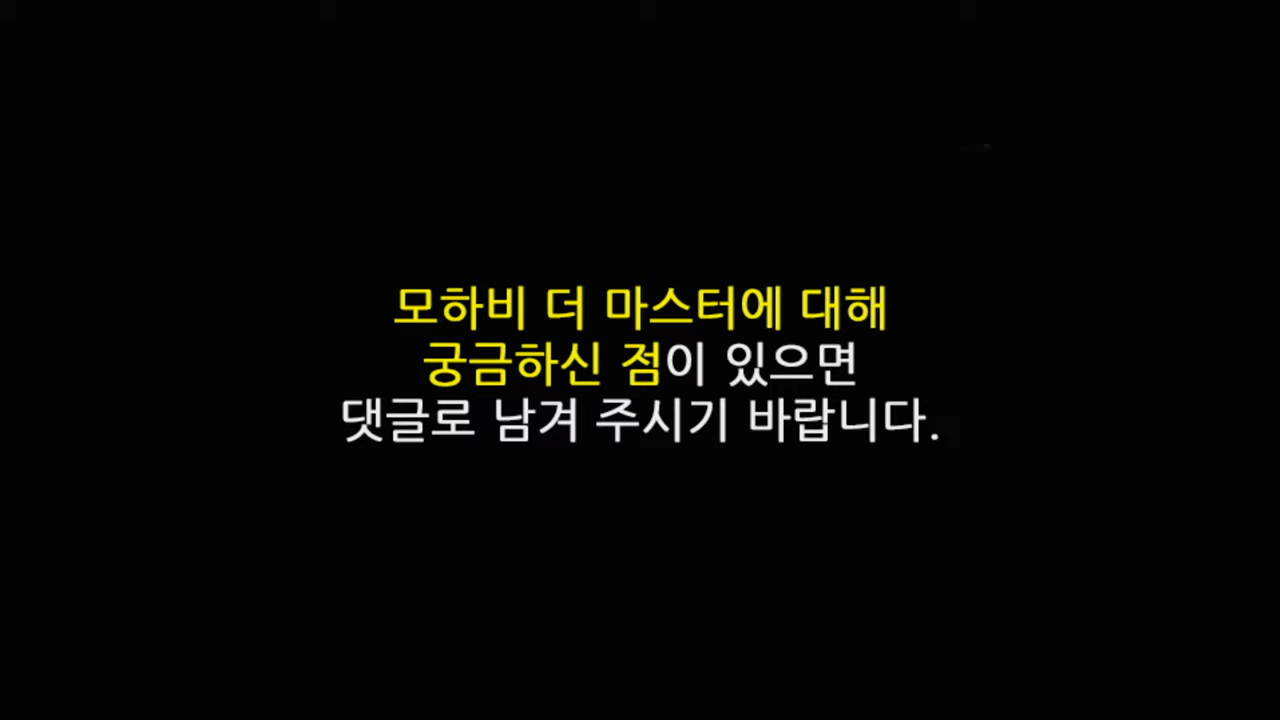 모하비 더 마스터에 대해
궁금하신 점이 있으면
댓글로 남겨 주시기 바랍니다.